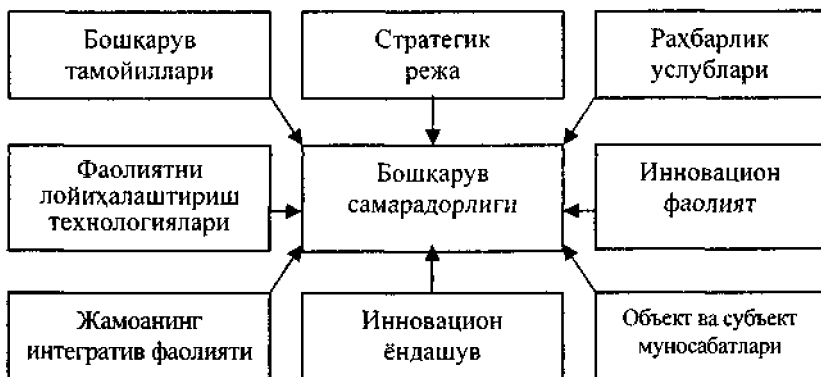 Бошқарув
тамойиллари
Стратегик
режа
Раҳбарлик
услублари
Фаолиятни
лойиҳалаштириш
технологиялари
Бошқарув
самарадорлиги
Инновацион
фаолият
Жамоанинг
интегратив фаолияти
Инновацион
ёндашув
Объект ва субъект
муносабатлари